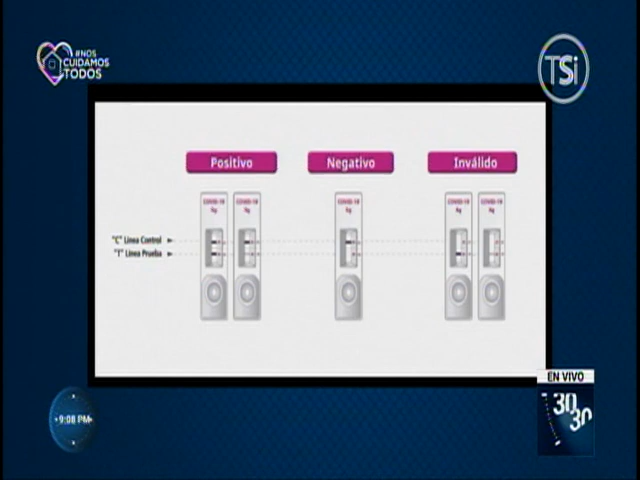 #NOS
CUIDAMOS
TODOS
TSi
Positivo
Negativo
Inválido
COVID-19 COVID-19 COVID-19 COVID-19 COVID-19
Ag Ag Ag Ag Ag
"C" Línea Control
"T" Línea Prueba
EN VIVO
30
30
9:08 PM